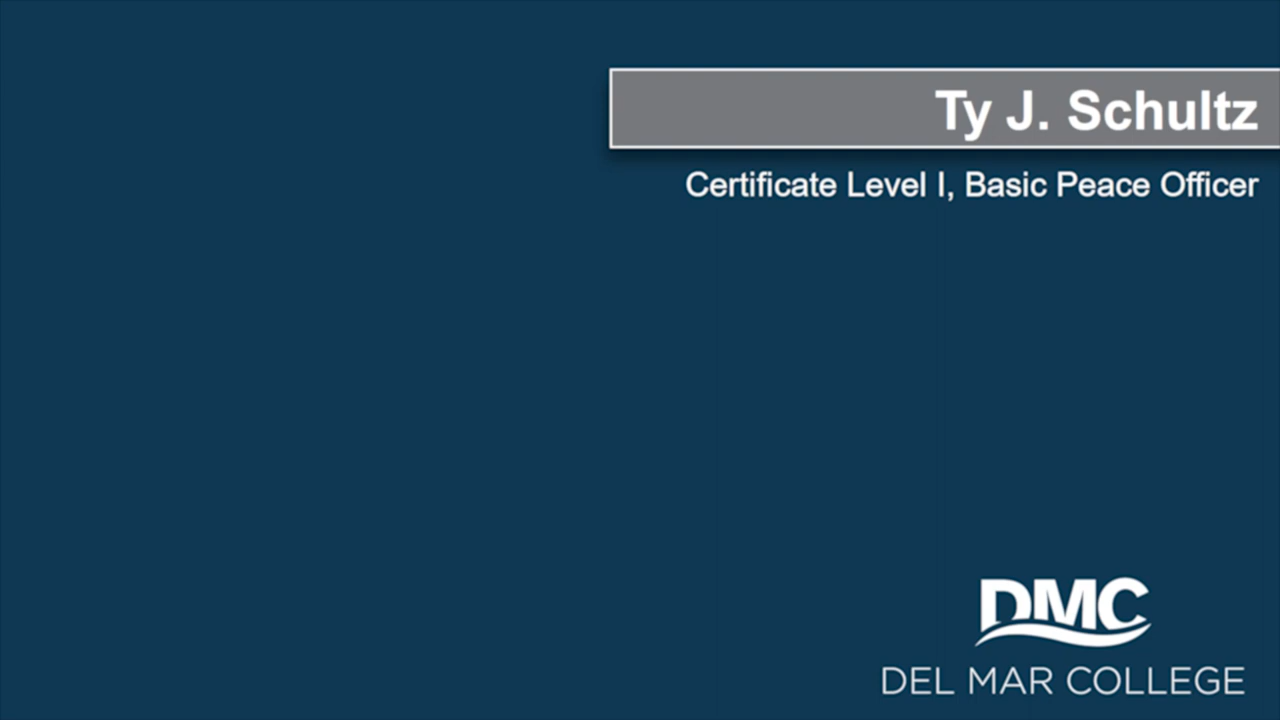 Ty J. Schultz
Certificate Level I, Basic Peace Officer
DMC
DEL MAR COLLEGE